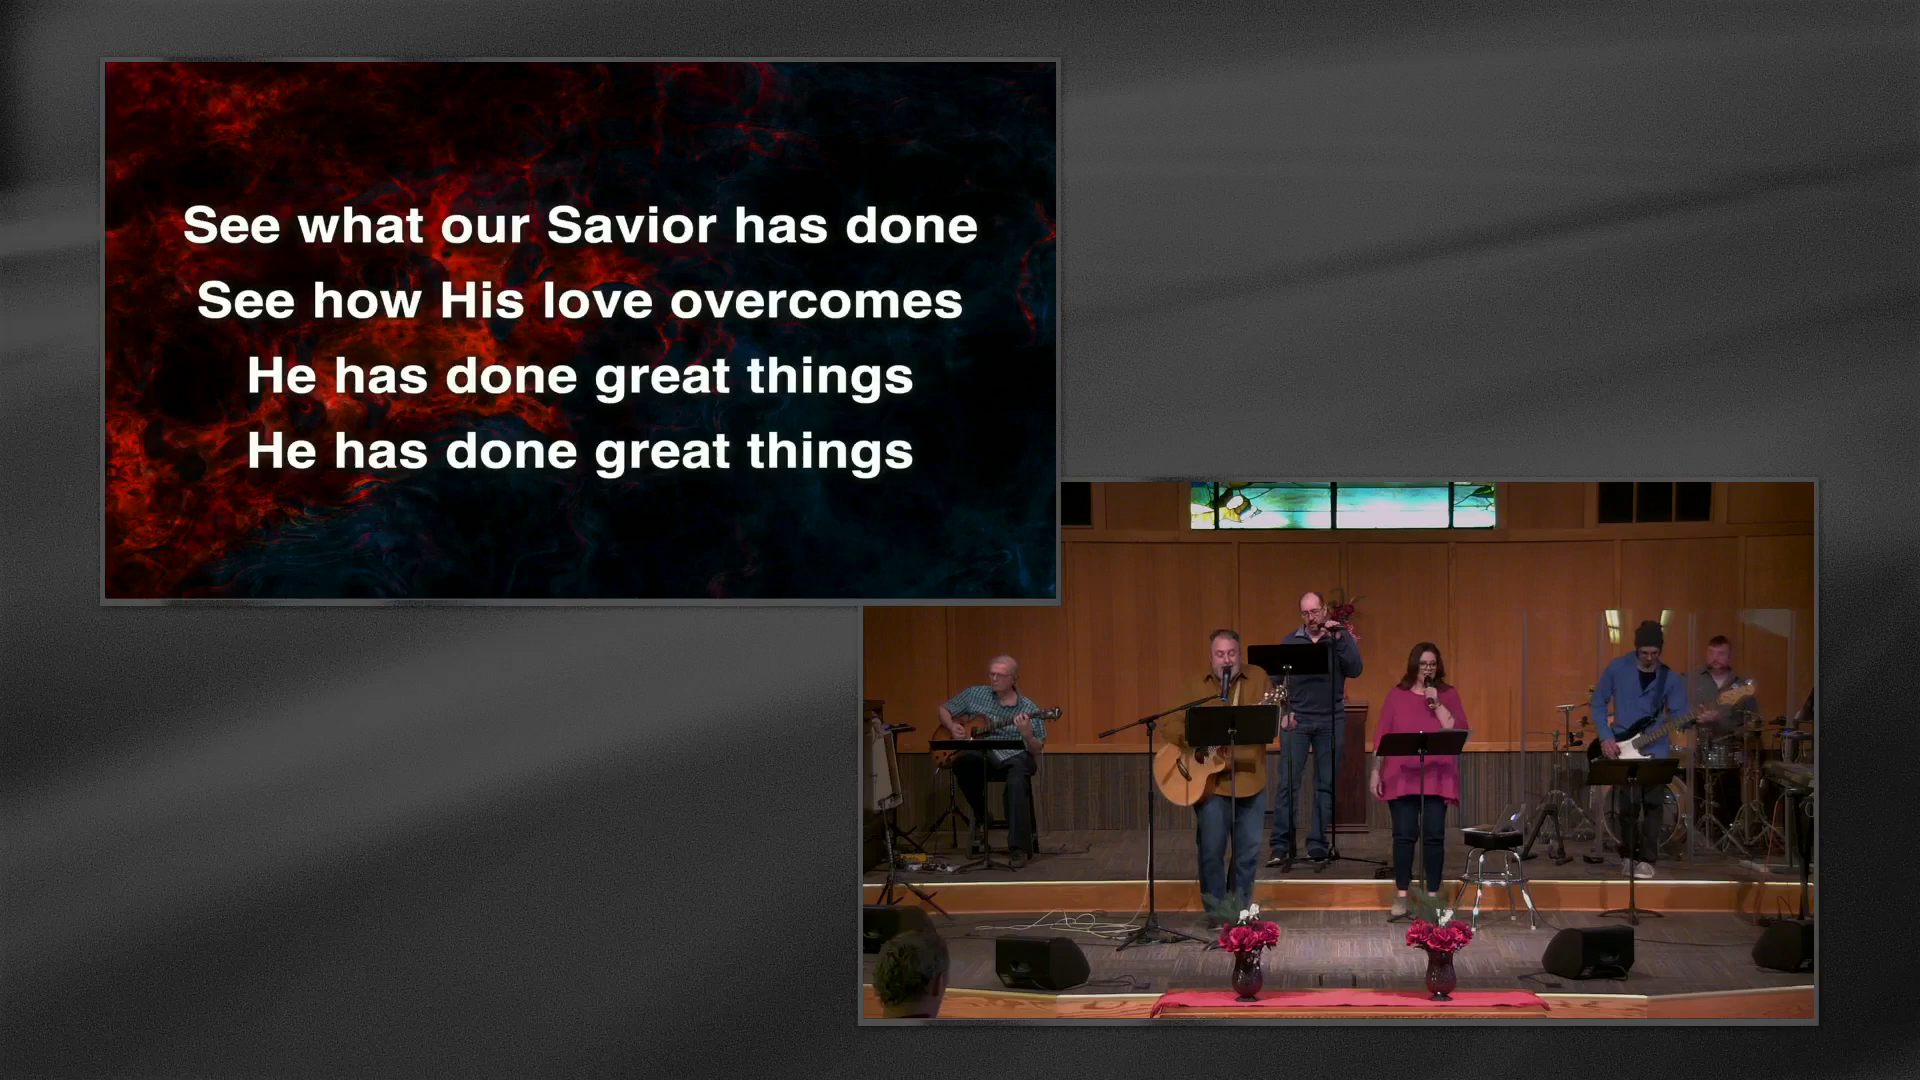 See what our Savior has done
See how His love overcomes
He has done great things
He has done great things